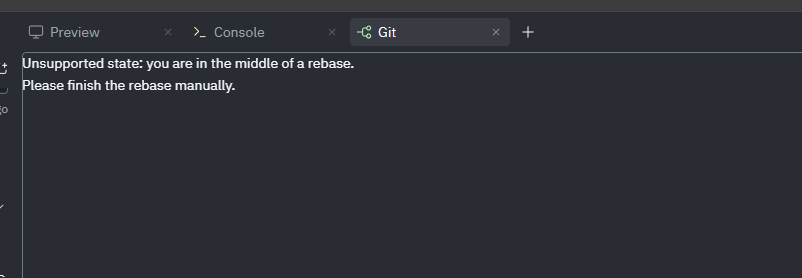 Preview
Console
Git
Unsupported state: you are in the middle of a rebase.
Please finish the rebase manually.